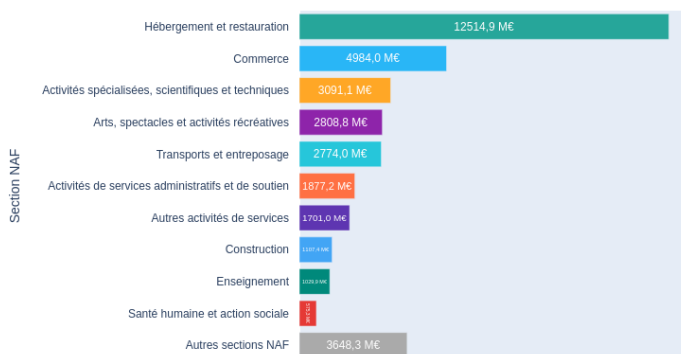 Section NAF
Hébergement et restauration 12514,9 M€
Commerce 4984,0 M€
Activités spécialisées, scientifiques et techniques 3091,1 M€
Arts, spectacles et activités récréatives 2808,8 M€
Transports et entreposage 2774,0 M€
Activités de services administratifs et de soutien 1877,2 M€
Autres activités de services 1701,0 M€
Construction M€
Enseignement M€
Santé humaine et action sociale M€
Autres sections NAF 3648,3 M€